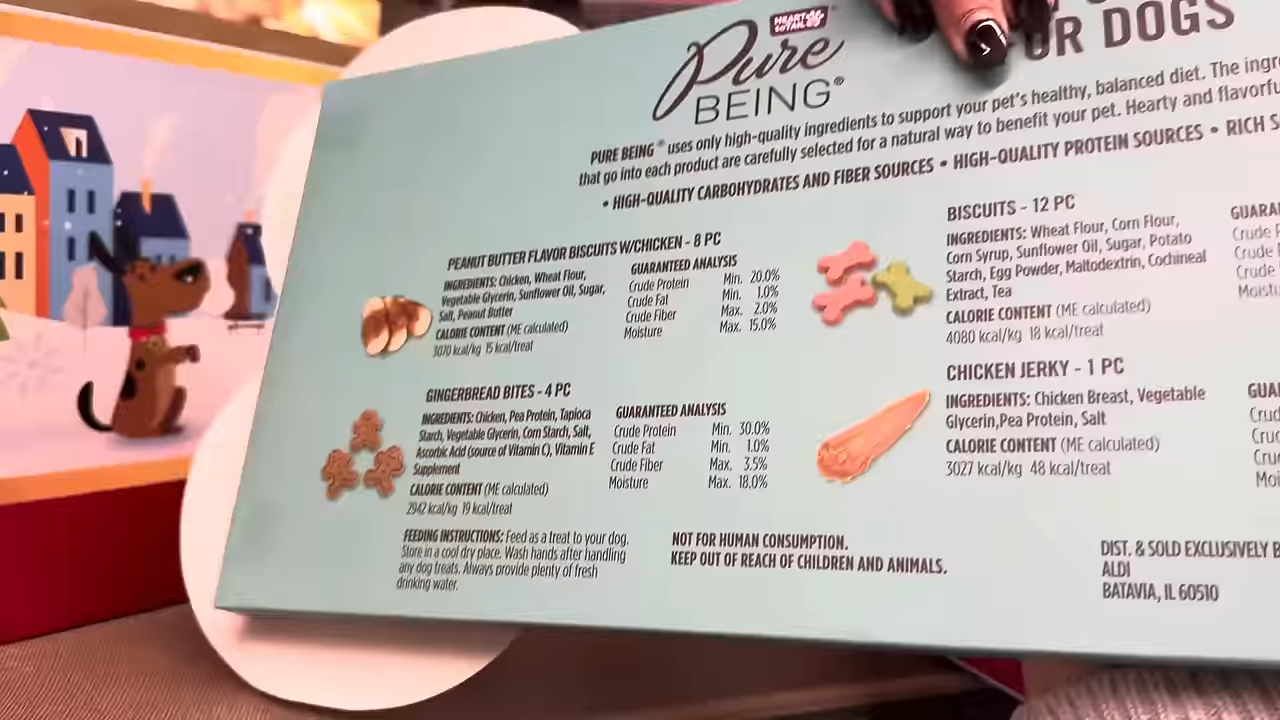 HEART to TAIL
Pure
BEING®
UR DOGS
PURE BEING® uses only high-quality ingredients to support your pet's healthy, balanced diet. The
that go into each product are carefully selected for a natural way to benefit your pet. Hearty and
• HIGH-QUALITY CARBOHYDRATES AND FIBER SOURCES • HIGH-QUALITY PROTEIN SOURCES • RICH
PEANUT BUTTER FLAVOR BISCUITS W/CHICKEN - 8 PC
INGREDIENTS: Chicken, Wheat Flour,
Vegetable Glycerin, Sunflower Oil, Sugar,
Salt, Peanut Butter
CALORIE CONTENT (ME calculated)
3070 kcal/kg 15 kcal/treat
GUARANTEED ANALYSIS
Crude Protein Min. 20.0%
Crude Fat Min. 1.0%
Crude Fiber Max. 2.0%
Moisture Max. 15.0%
BISCUITS - 12 PC
INGREDIENTS: Wheat Flour, Corn Flour,
Corn Syrup, Sunflower Oil, Sugar, Potato
Starch, Egg Powder, Maltodextrin, Cochineal
Extract, Tea
CALORIE CONTENT (ME calculated)
4080 kcal/kg 18 kcal/treat
GUARA
Crude
Crude
Crude
Moistu
GINGERBREAD BITES - 4 PC
INGREDIENTS: Chicken, Pea Protein, Tapioca
Starch, Vegetable Glycerin, Corn Starch, Salt,
Ascorbic Acid (source of Vitamin C), Vitamin E
Supplement
CALORIE CONTENT (ME calculated)
2942 kcal/kg 19 kcal/treat
GUARANTEED ANALYSIS
Crude Protein Min. 30.0%
Crude Fat Min. 1.0%
Crude Fiber Max. 3.5%
Moisture Max. 18.0%
CHICKEN JERKY - 1 PC
INGREDIENTS: Chicken Breast, Vegetable
Glycerin,Pea Protein, Salt
CALORIE CONTENT (ME calculated)
3027 kcal/kg 48 kcal/treat
GUA
Crud
Cruc
Cru
Moi
FEEDING INSTRUCTIONS: Feed as a treat to your dog.
Store in a cool dry place. Wash hands after handling
any dog treats. Always provide plenty of fresh
drinking water.
NOT FOR HUMAN CONSUMPTION.
KEEP OUT OF REACH OF CHILDREN AND ANIMALS.
DIST. & SOLD EXCLUSIVELY B
ALDI
BATAVIA, IL 60510